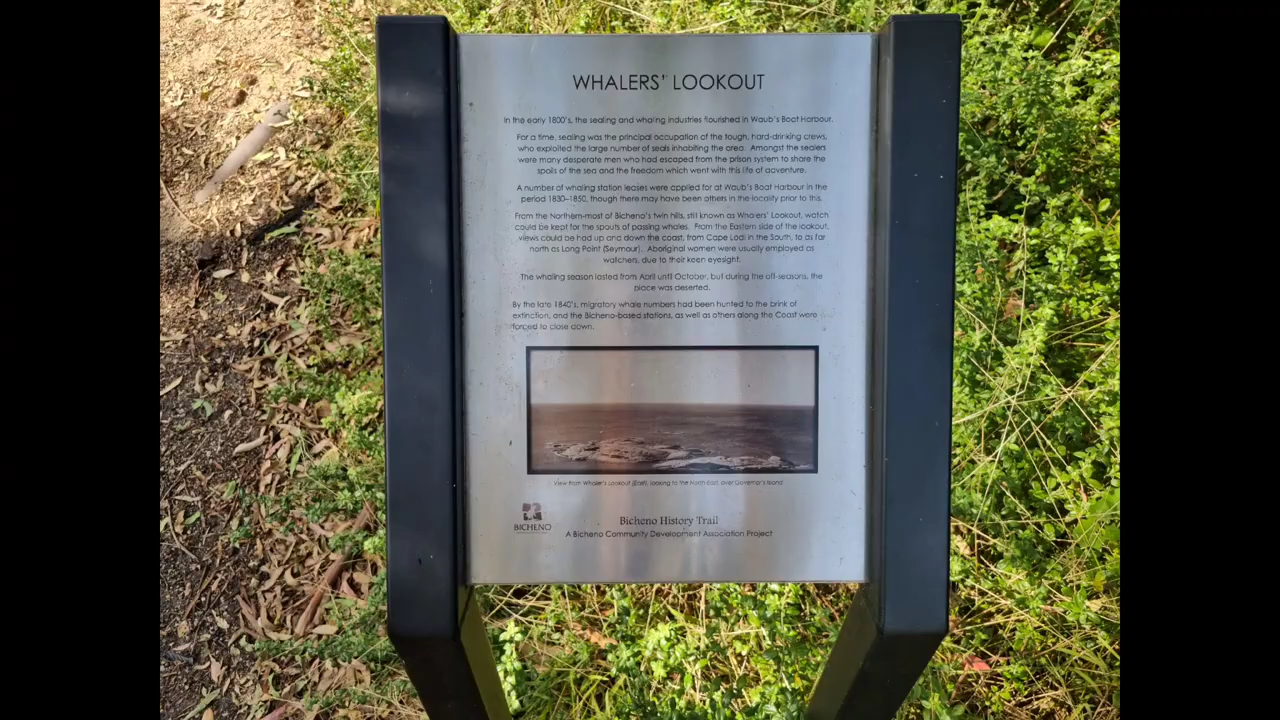 WHALERS' LOOKOUT
In the early 1800's, the sealing and whaling industries flourished in Waub's Boat Harbour.
For a time, sealing was the principal occupation of the tough, hard-drinking crews,
who exploited the large number of seals inhabiting the area. Amongst the sealers
were many desperate men who had escaped from the prison system to share the
spoils of the sea and the freedom which went with this life of adventure.
A number of whaling station leases were applied for at Waub's Boat Harbour in the
period 1830–1850, though there may have been others in the locality prior to this.
From the Northern-most of Bicheno's twin hills, still known as Whalers' Lookout, watch
could be kept for the spouts of passing whales. From the Eastern side of the lookout,
views could be had up and down the coast, from Cape Lodi in the South, to as far
north as Long Point (Seymour). Aboriginal women were usually employed as
watchers, due to their keen eyesight.
The whaling season lasted from April until October, but during the off-seasons, the
place was deserted.
By the late 1840's, migratory whale numbers had been hunted to the brink of
extinction, and the Bicheno-based stations, as well as others along the Coast were
forced to close down.
View from Whaler's Lookout (East), looking to the North East, over Governor's Island
BICHENO
Bicheno History Trail
A Bicheno Community Development Association Project